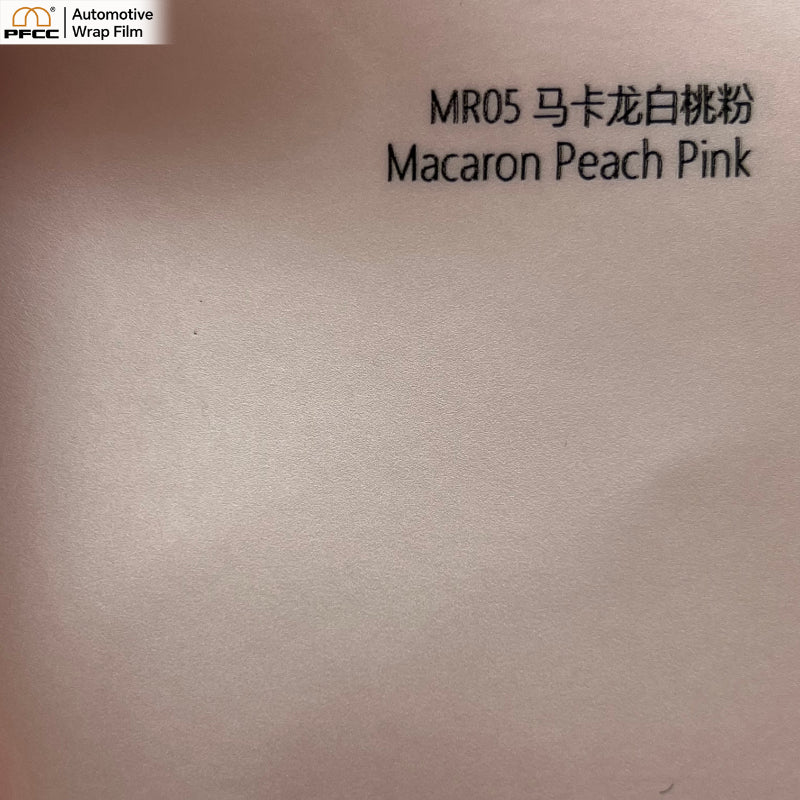 PFCC® Automotive
Wrap Film
MR05 马卡龙白桃粉
Macaron Peach Pink